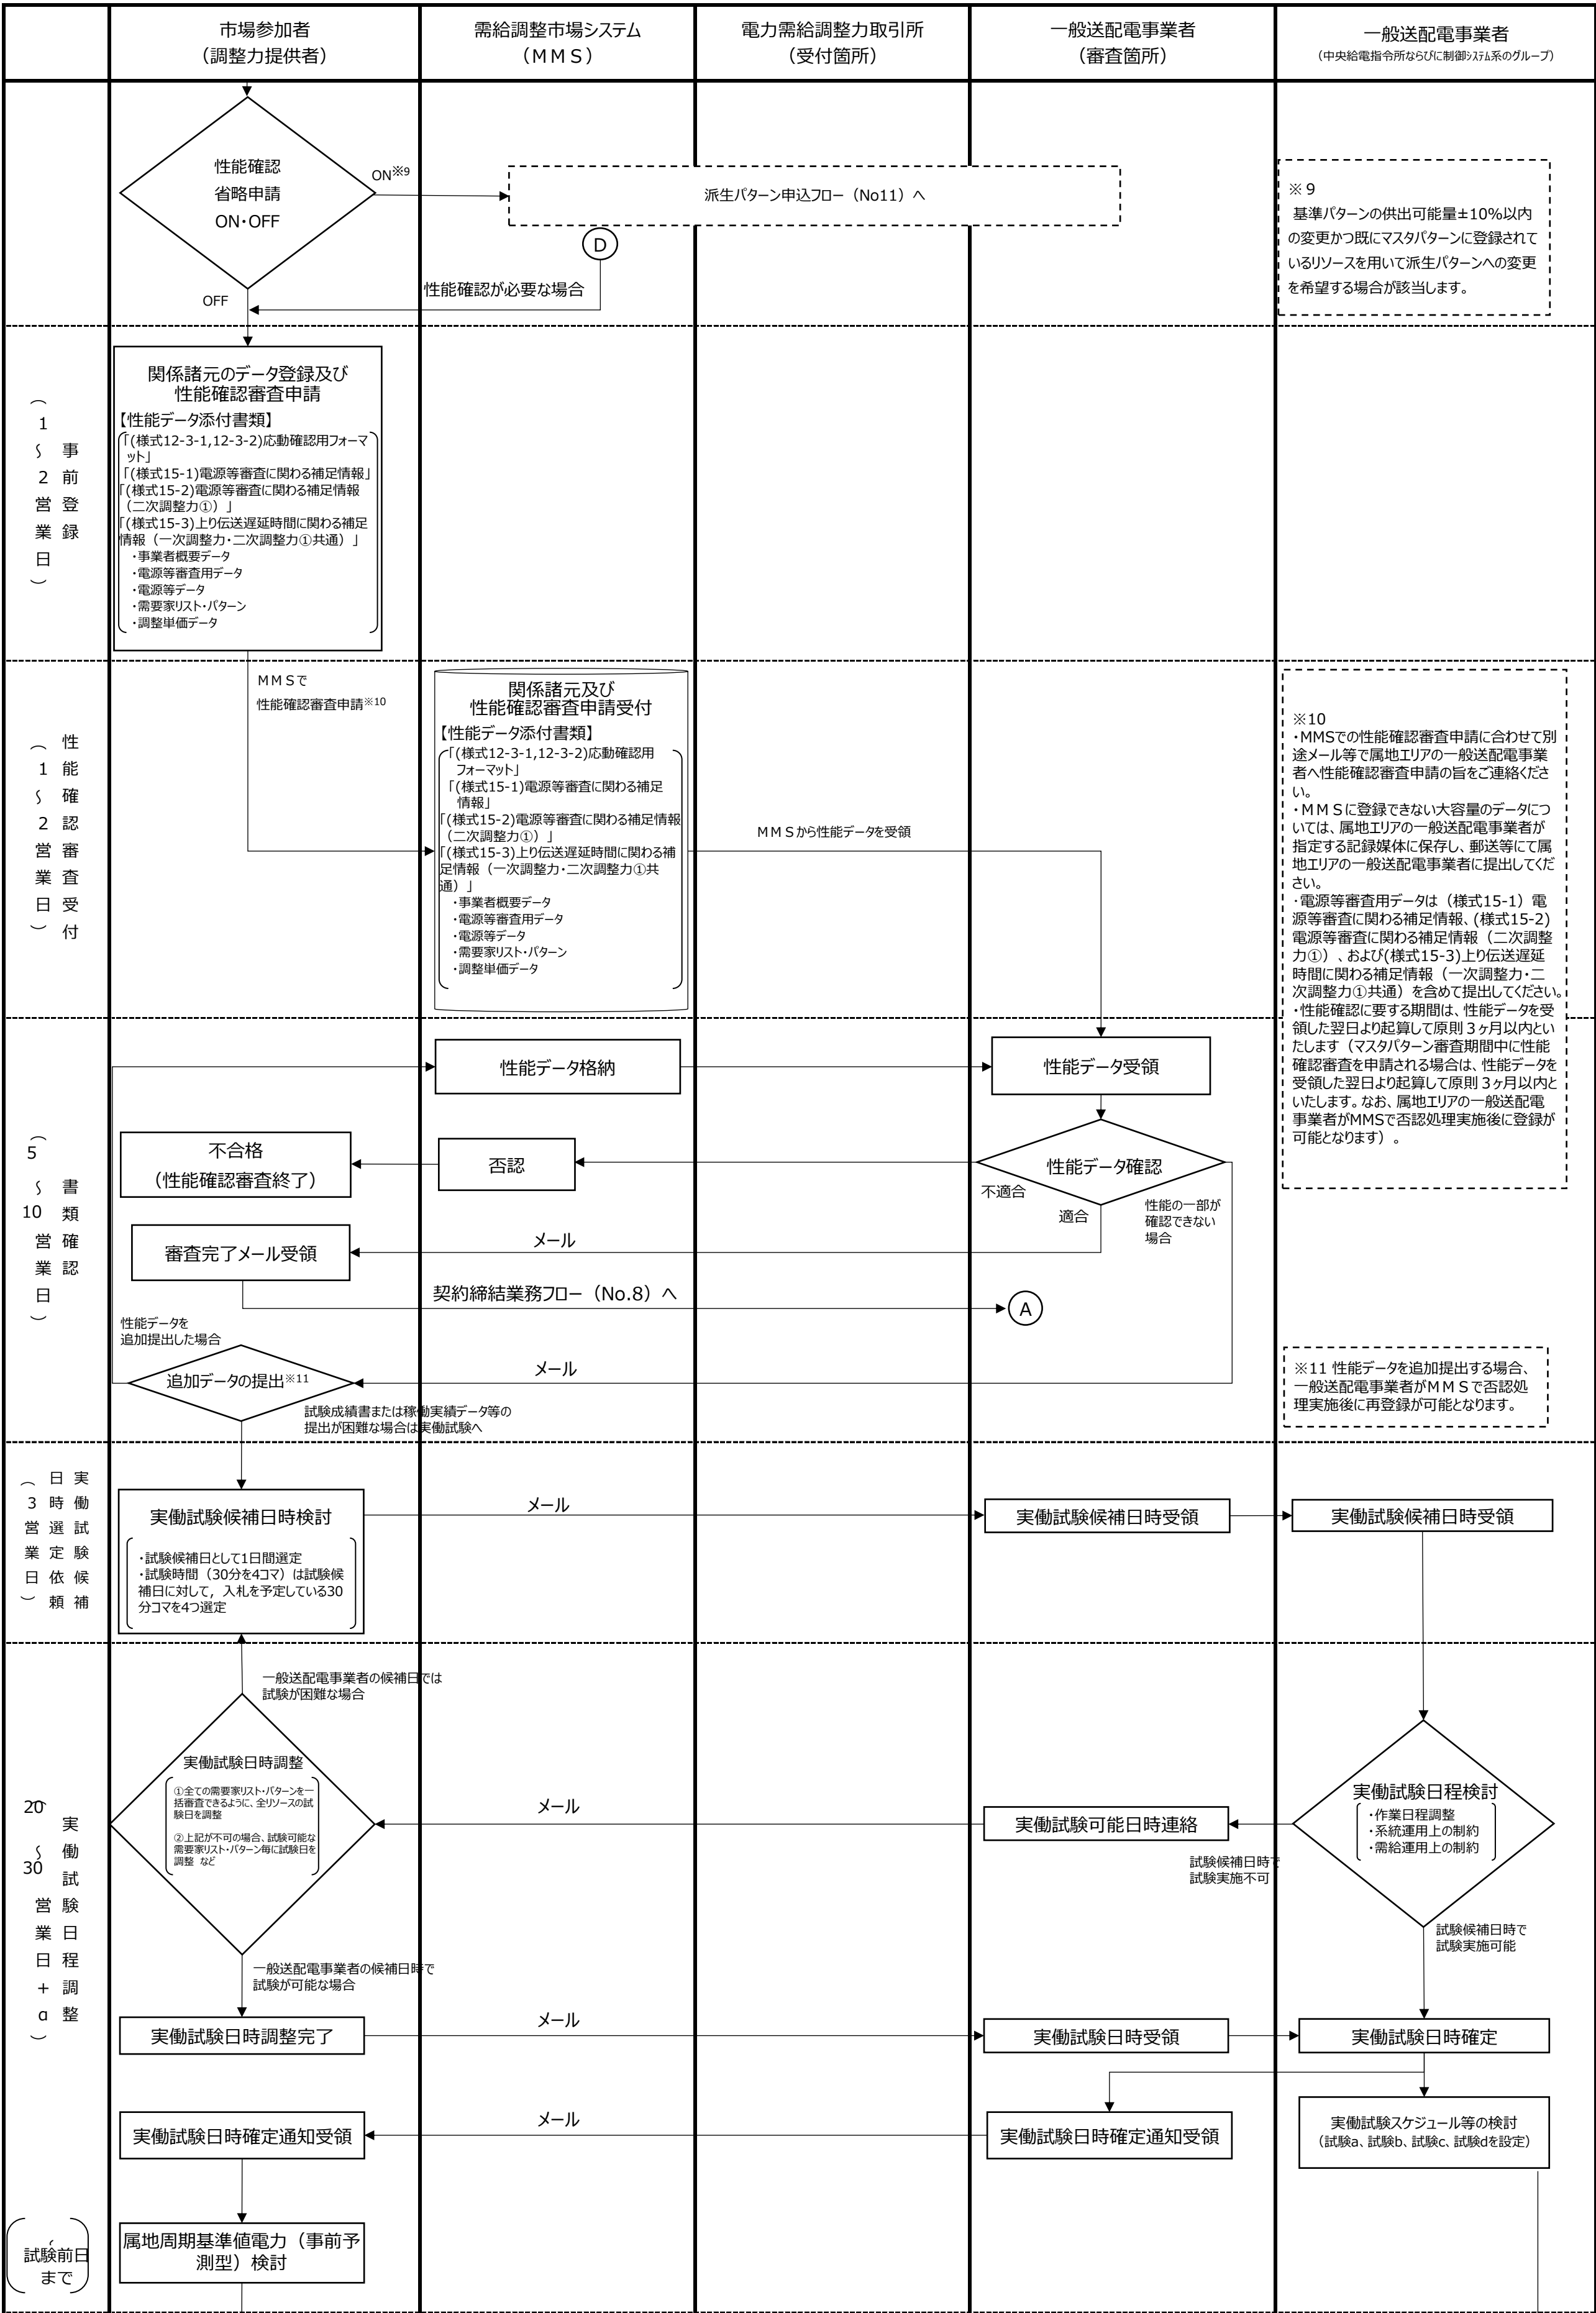 市場参加者
（調整力提供者）
需給調整市場システム
（ＭＭＳ）
電力需給調整力取引所
（受付箇所）
一般送配電事業者
（審査箇所）
一般送配電事業者
（中央給電指令所ならびに制御システム系のグループ）
性能確認
省略申請
ON・OFF
ON※9
OFF
派生パターン申込フロー（No11）へ
D
性能確認が必要な場合
※９
基準パターンの供出可能量±10%以内
の変更かつ既にマスタパターンに登録されて
いるリソースを用いて派生パターンへの変更
を希望する場合が該当します。
事前登録
（1～2営業日）
関係諸元のデータ登録及び
性能確認審査申請
【性能データ添付書類】
「(様式12-3-1,12-3-2)応動確認用フォーマ
ット」
「(様式15-1)電源等審査に関わる補足情報」
「(様式15-2)電源等審査に関わる補足情報
（二次調整力①）」
「(様式15-3)上り伝送遅延時間に関わる補足
情報（一次調整力・二次調整力①共通）」
・事業者概要データ
・電源等審査用データ
・電源等データ
・需要家リスト・パターン
・調整単価データ
性能確認審査受付
（1～2営業日）
ＭＭＳで
性能確認審査申請※10
関係諸元及び
性能確認審査申請受付
【性能データ添付書類】
「(様式12-3-1,12-3-2)応動確認用
フォーマット」
「(様式15-1)電源等審査に関わる補足
情報」
「(様式15-2)電源等審査に関わる補足情報
（二次調整力①）」
「(様式15-3)上り伝送遅延時間に関わる補
足情報（一次調整力・二次調整力①共
通）」
・事業者概要データ
・電源等審査用データ
・電源等データ
・需要家リスト・パターン
・調整単価データ
ＭＭＳから性能データを受領
※10
・MMSでの性能確認審査申請に合わせて別
途メール等で属地エリアの一般送配電事業
者へ性能確認審査申請の旨をご連絡くださ
い。
・ＭＭＳに登録できない大容量のデータにつ
いては、属地エリアの一般送配電事業者が
指定する記録媒体に保存し、郵送等にて属
地エリアの一般送配電事業者に提出してくだ
さい。
・電源等審査用データは（様式15-1）電
源等審査に関わる補足情報、(様式15-2)
電源等審査に関わる補足情報（二次調整
力①）、および(様式15-3)上り伝送遅延
時間に関わる補足情報（一次調整力・二
次調整力①共通）を含めて提出してください。
・性能確認に要する期間は、性能データを受
領した翌日より起算して原則３ヶ月以内とい
たします（マスタパターン審査期間中に性能
確認審査を申請される場合は、性能データを
受領した翌日より起算して原則３ヶ月以内と
いたします。なお、属地エリアの一般送配電
事業者がMMSで否認処理実施後に登録が
可能となります）。
書類確認
（5～10営業日）
性能データ格納
性能データ受領
不合格
（性能確認審査終了）
否認
性能データ確認
不適合
適合
性能の一部が
確認できない
場合
審査完了メール受領
メール
契約締結業務フロー（No.8）へ
A
性能データを
追加提出した場合
追加データの提出※11
メール
試験成績書または稼働実績データ等の
提出が困難な場合は実働試験へ
※11 性能データを追加提出する場合、
一般送配電事業者がＭＭＳで否認処
理実施後に再登録が可能となります。
実働試験候補
日時選定依頼
（3営業日）
実働試験候補日時検討
・試験候補日として1日間選定
・試験時間（30分を4コマ）は試験候
補日に対して，入札を予定している30
分コマを4つ選定
メール
実働試験候補日時受領
実働試験候補日時受領
実働試験日程調整
（20～30営業日+α）
一般送配電事業者の候補日では
試験が困難な場合
実働試験日時調整
①全ての需要家リスト・パターンを一
括審査できるように、全リソースの試
験日を調整
②上記が不可の場合、試験可能な
需要家リスト・パターン毎に試験日を
調整 など
メール
実働試験可能日時連絡
実働試験日程検討
・作業日程調整
・系統運用上の制約
・需給運用上の制約
試験候補日時で
試験実施不可
試験候補日時で
試験実施可能
一般送配電事業者の候補日時で
試験が可能な場合
実働試験日時調整完了
メール
実働試験日時受領
実働試験日時確定
実働試験日時確定通知受領
メール
実働試験日時確定通知受領
実働試験スケジュール等の検討
（試験a、試験b、試験c、試験dを設定）
～
試験前日
まで
属地周期基準値電力（事前予
測型）検討